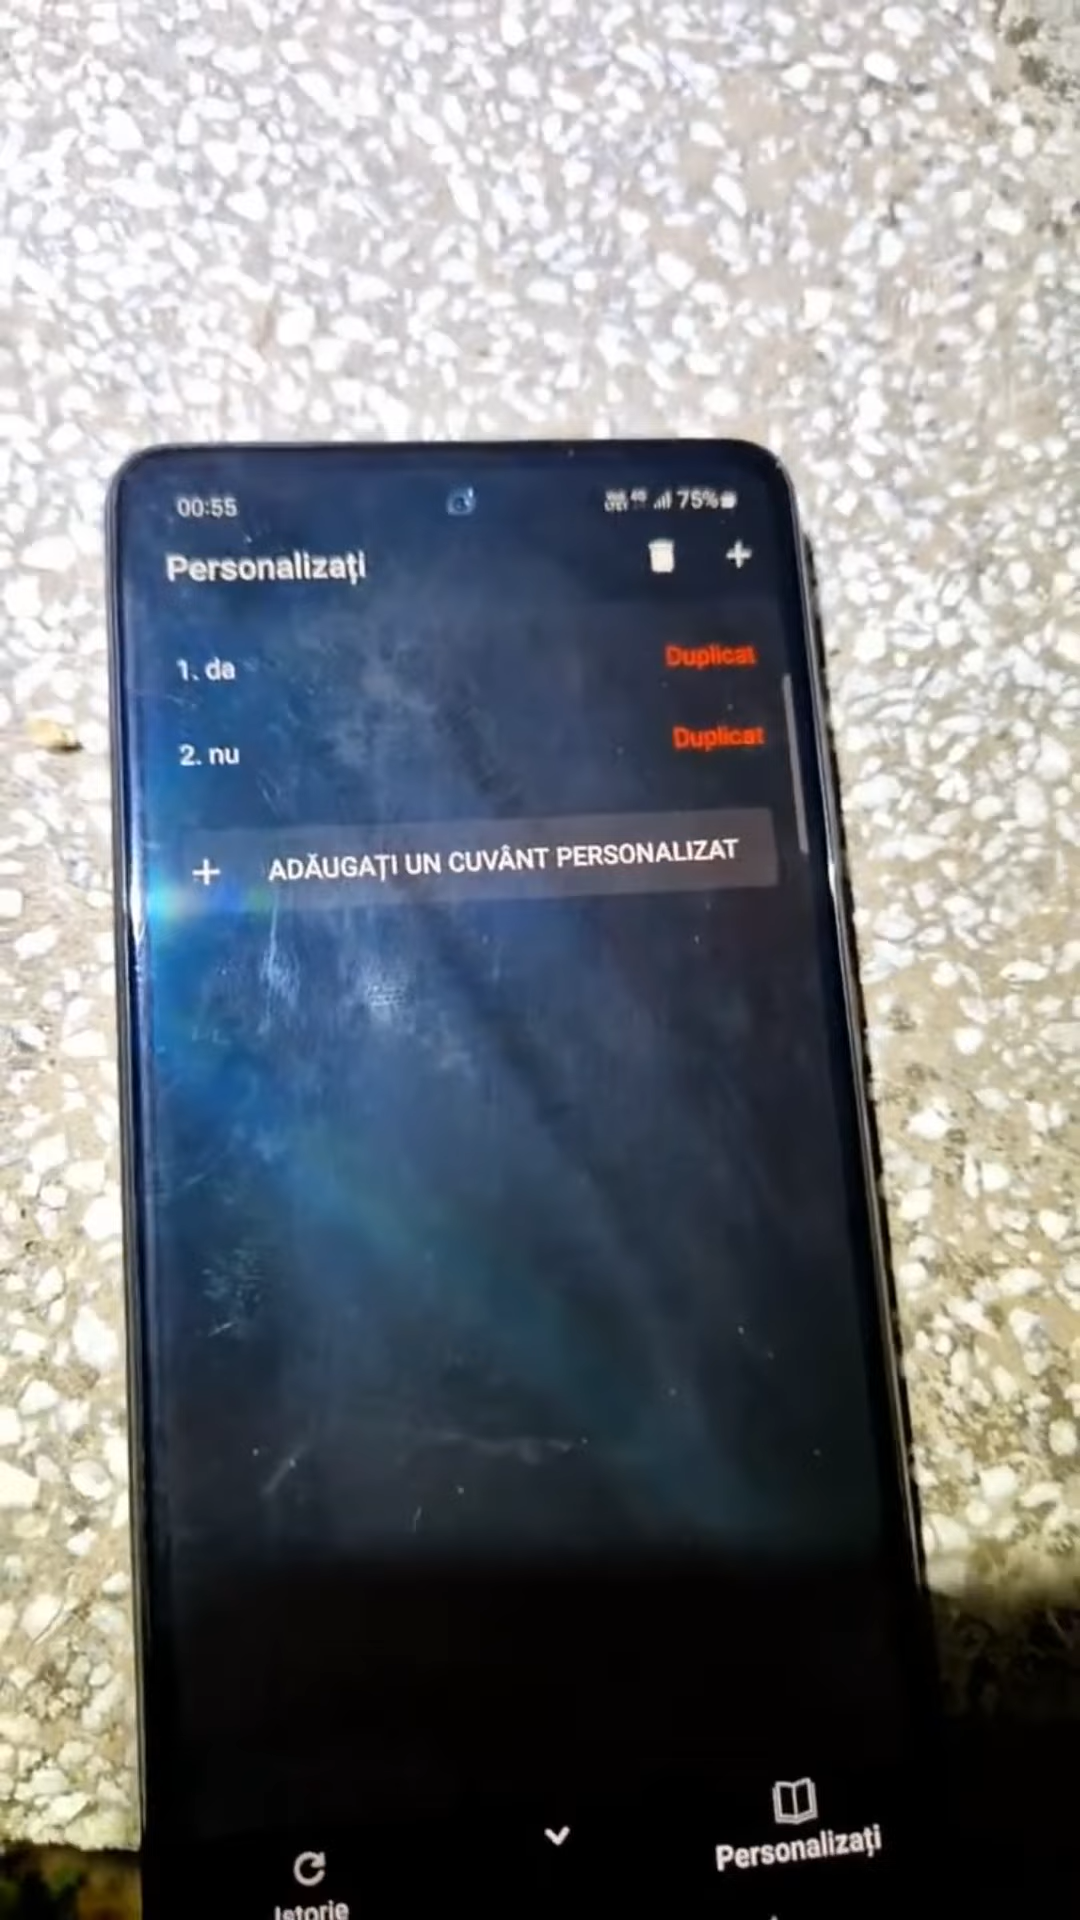 00:55
75%
Personalizați
1. da
Duplicat
2. nu
Duplicat
+ ADĂUGAȚI UN CUVÂNT PERSONALIZAT
Personalizați
Istorie